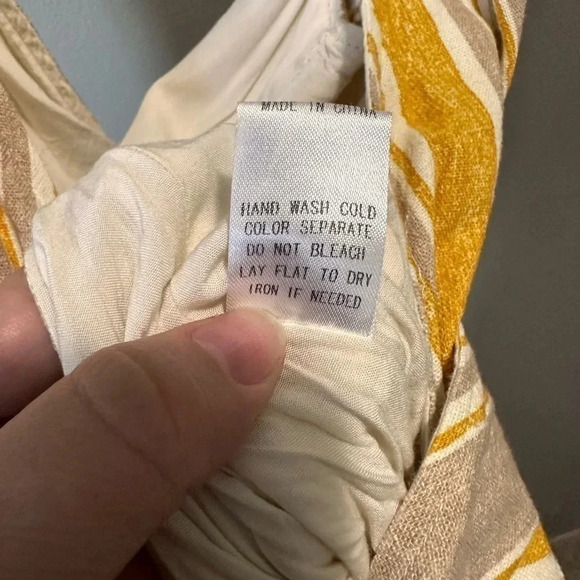 MADE IN CHINA
HAND WASH COLD
COLOR SEPARATE
DO NOT BLEACH
LAY FLAT TO DRY
IRON IF NEEDED